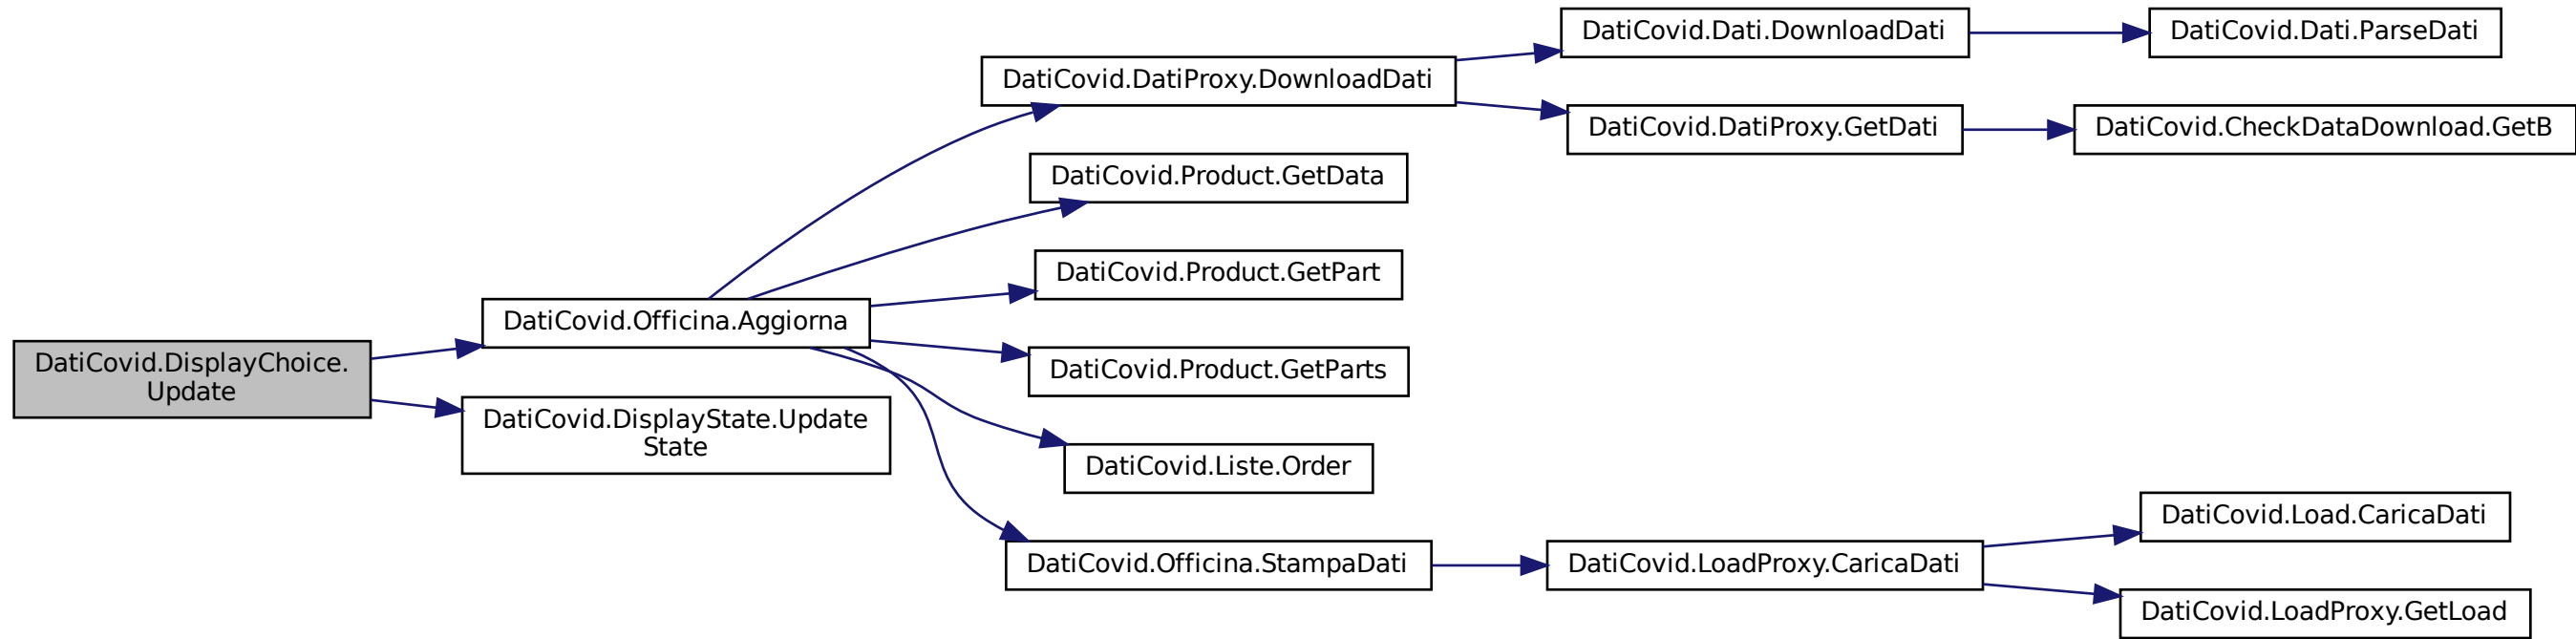 DatiCovid.DisplayChoice.
Update
DatiCovid.Officina.Aggiorna
DatiCovid.DisplayState.Update
State
DatiCovid.DatiProxy.DownloadDati
DatiCovid.Product.GetData
DatiCovid.Product.GetPart
DatiCovid.Product.GetParts
DatiCovid.Liste.Order
DatiCovid.Officina.StampaDati
DatiCovid.Dati.DownloadDati
DatiCovid.DatiProxy.GetDati
DatiCovid.LoadProxy.CaricaDati
DatiCovid.Dati.ParseDati
DatiCovid.CheckDataDownload.GetB
DatiCovid.Load.CaricaDati
DatiCovid.LoadProxy.GetLoad